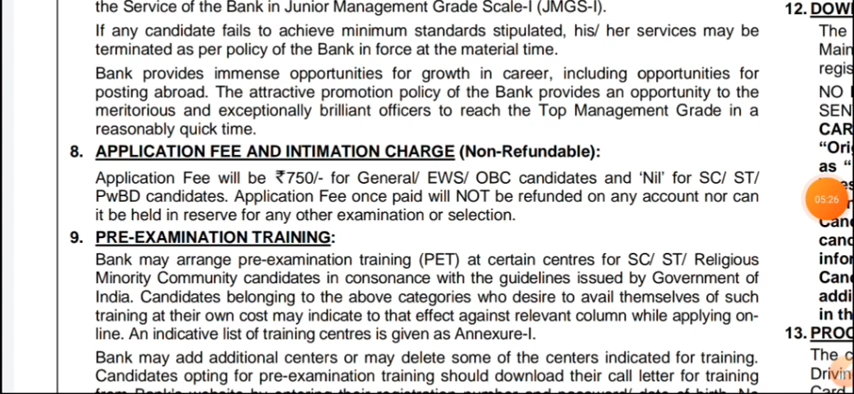 the Service of the Bank in Junior Management Grade Scale-I (JMGS-I).
If any candidate fails to achieve minimum standards stipulated, his/ her services may be
terminated as per policy of the Bank in force at the material time.
Bank provides immense opportunities for growth in career, including opportunities for
posting abroad. The attractive promotion policy of the Bank provides an opportunity to the
meritorious and exceptionally brilliant officers to reach the Top Management Grade in a
reasonably quick time.
8. APPLICATION FEE AND INTIMATION CHARGE (Non-Refundable):
Application Fee will be ₹750/- for General/ EWS/ OBC candidates and ‘Nil’ for SC/ ST/
PwBD candidates. Application Fee once paid will NOT be refunded on any account nor can
it be held in reserve for any other examination or selection.
9. PRE-EXAMINATION TRAINING:
Bank may arrange pre-examination training (PET) at certain centres for SC/ ST/ Religious
Minority Community candidates in consonance with the guidelines issued by Government of
India. Candidates belonging to the above categories who desire to avail themselves of such
training at their own cost may indicate to that effect against relevant column while applying on-
line. An indicative list of training centres is given as Annexure-I.
Bank may add additional centers or may delete some of the centers indicated for training.
Candidates opting for pre-examination training should download their call letter for training
12. DOW
The
Main
regis
NO
SEN
CAR
“Ori
as “
05:26
Can
canc
infor
Can
addi
in th
13. PROC
The c
Drivin